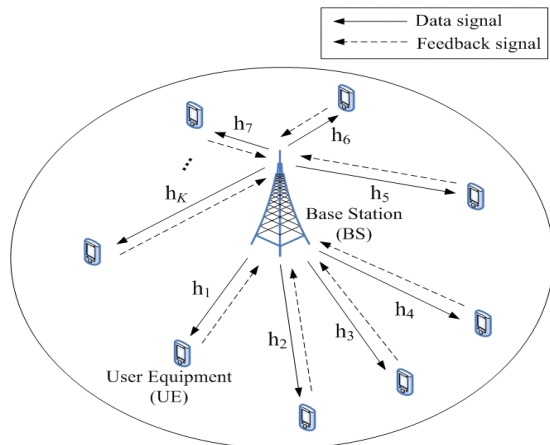 Data signal
Feedback signal
h7
h6
...
hK
h5
Base Station
(BS)
h1
h2
h3
h4
User Equipment
(UE)